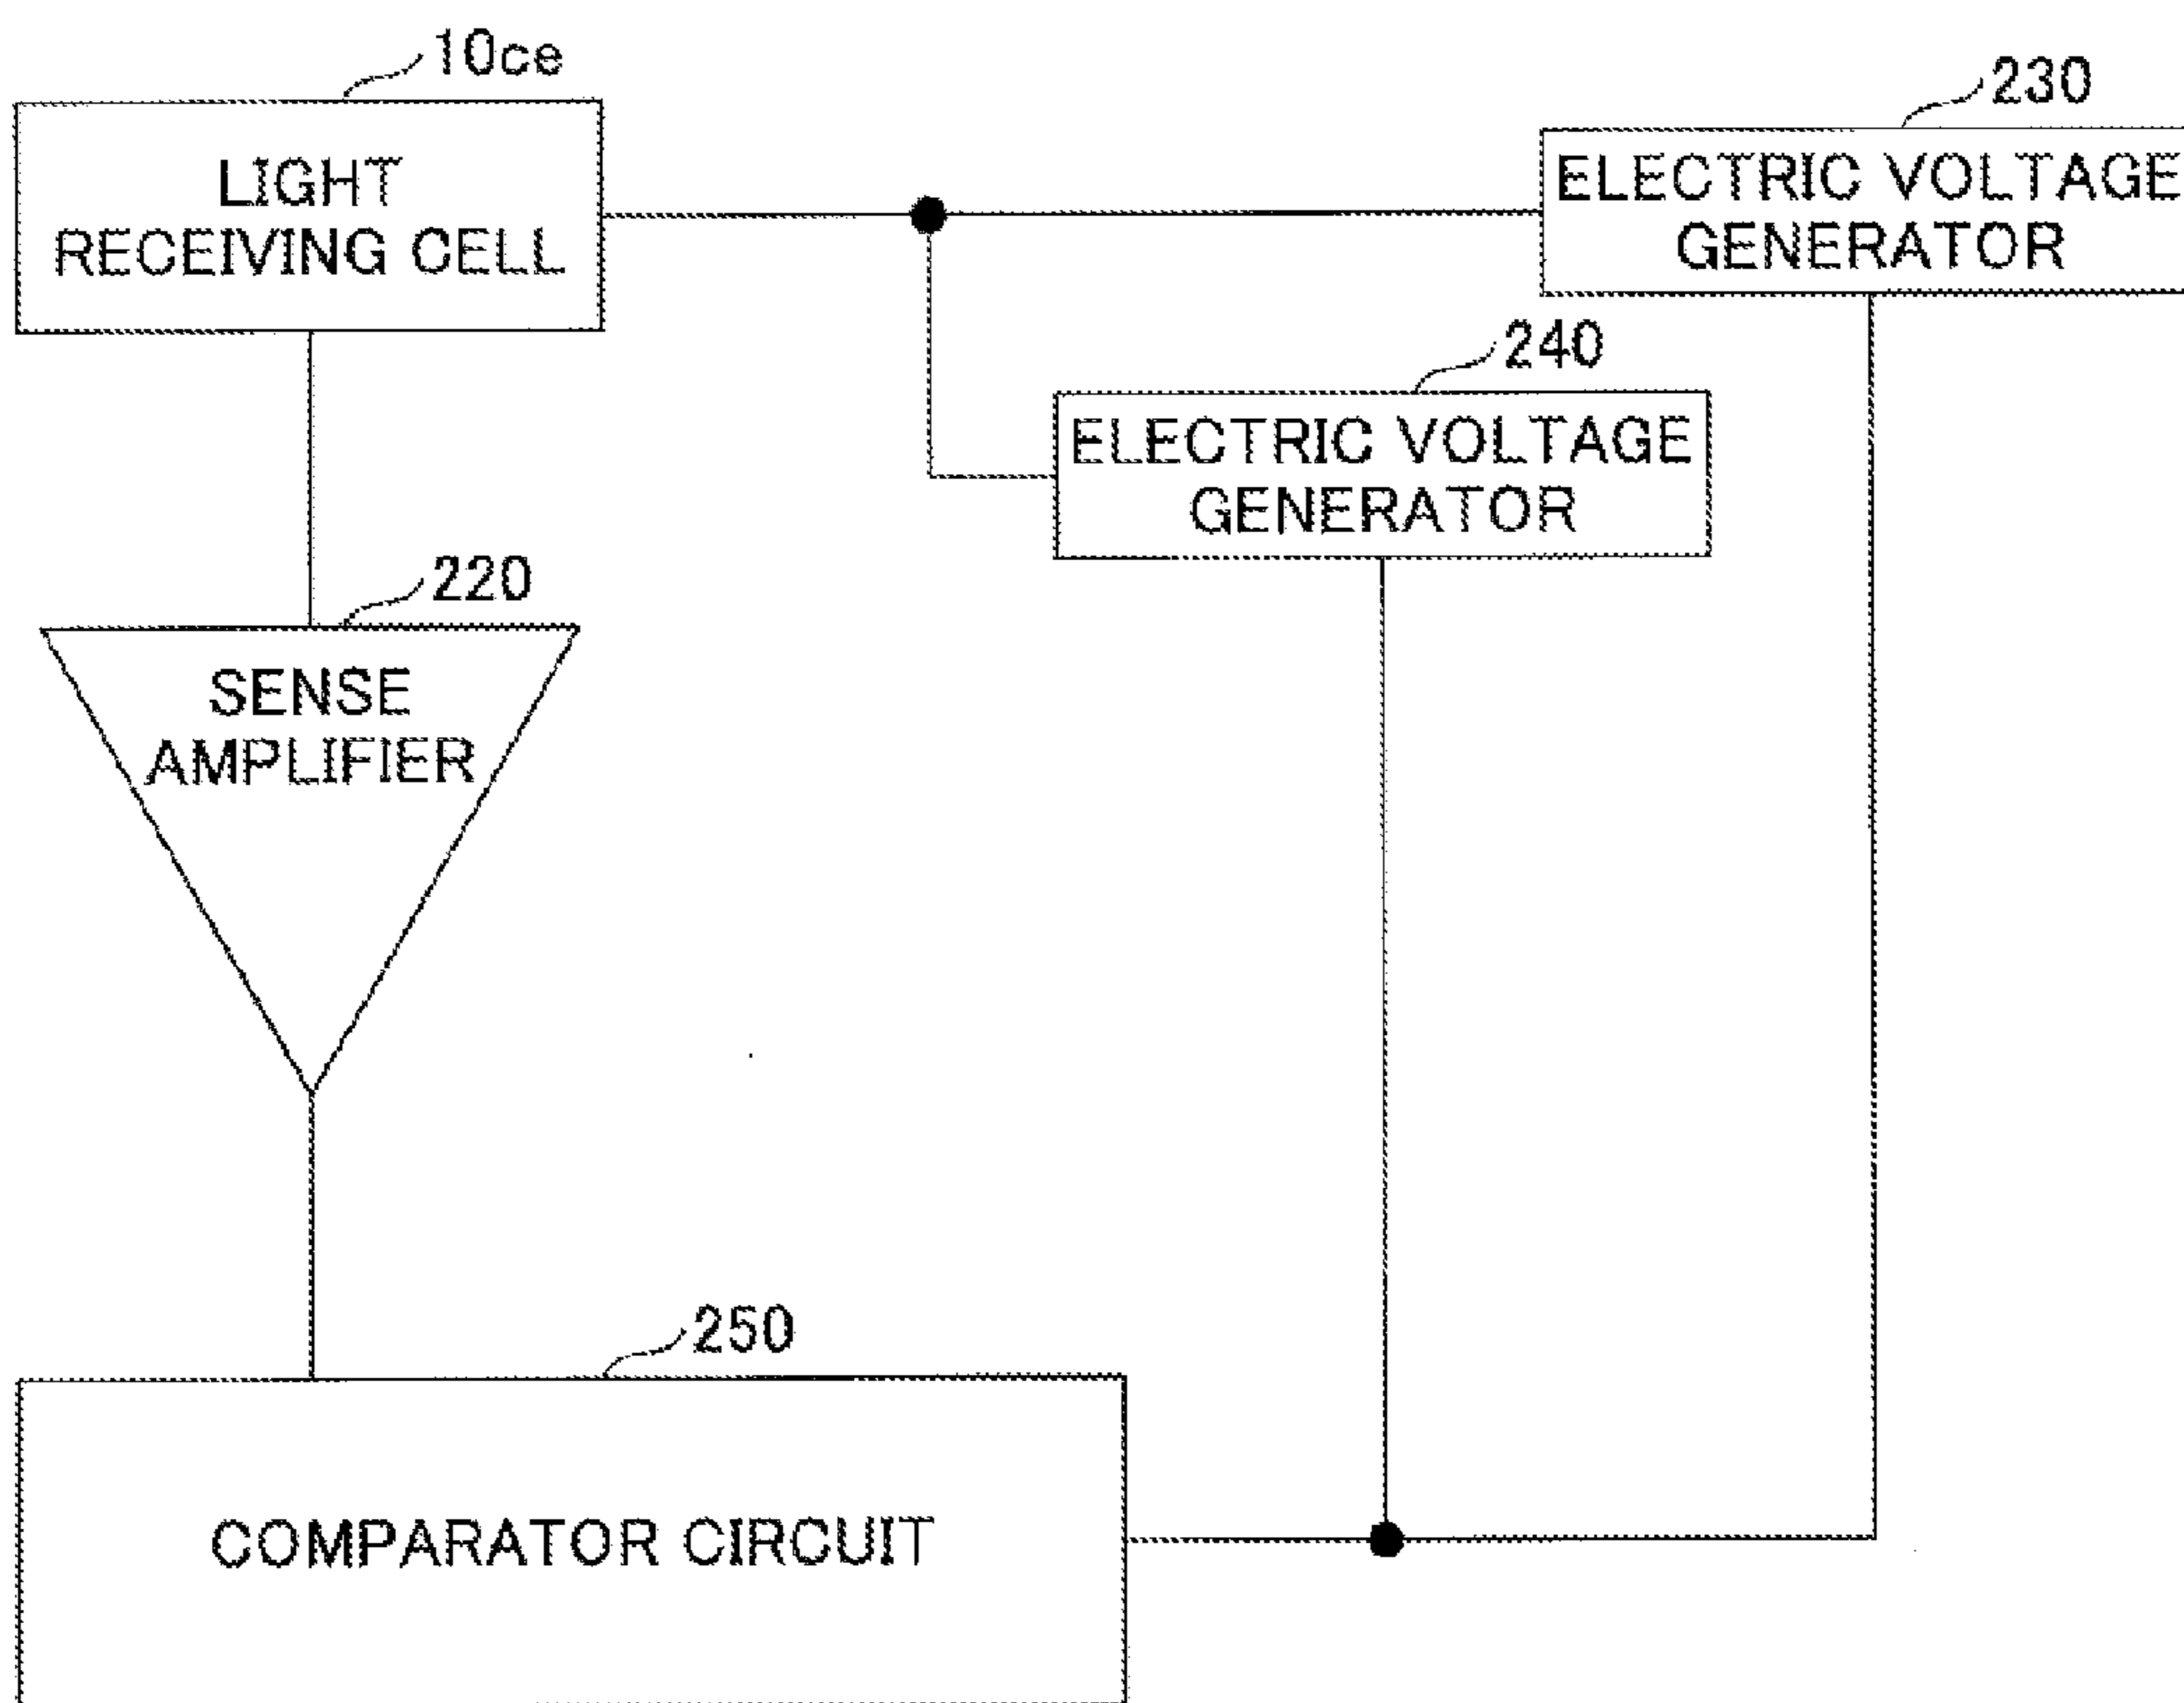 10ce
LIGHT
RECEIVING CELL
230
ELECTRIC VOLTAGE
GENERATOR
240
ELECTRIC VOLTAGE
GENERATOR
220
SENSE
AMPLIFIER
250
COMPARATOR CIRCUIT